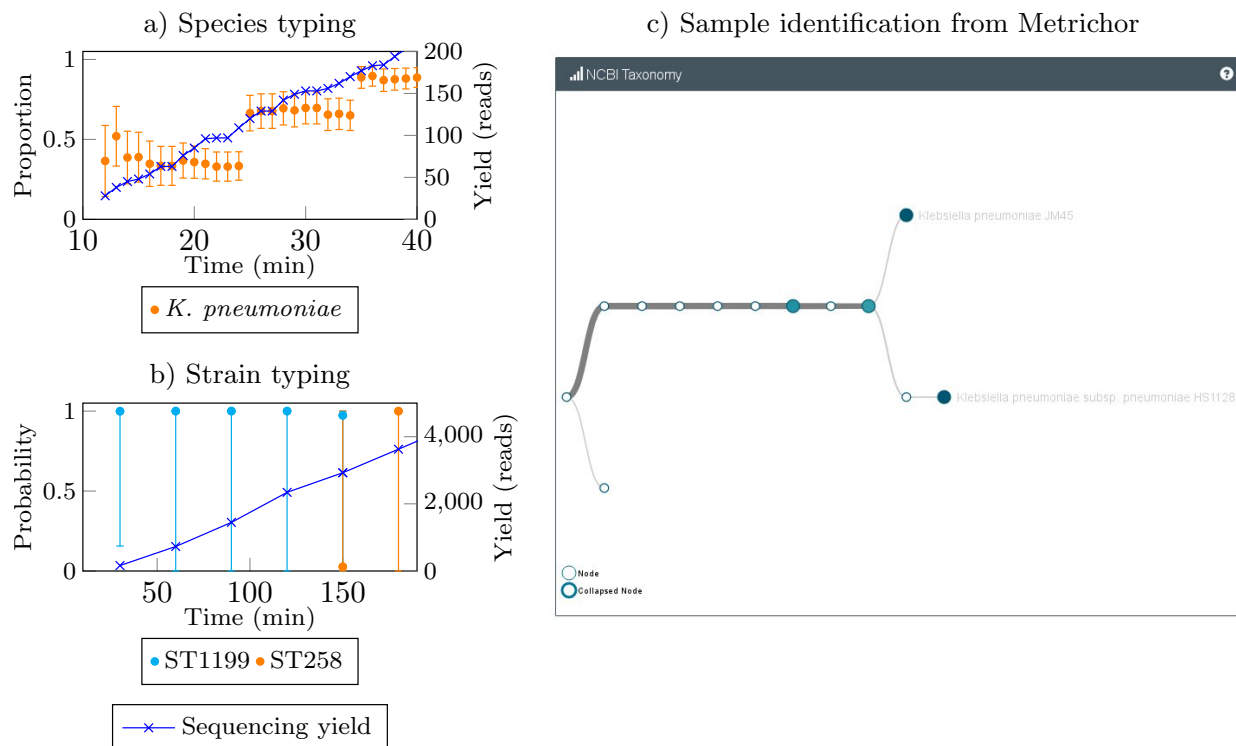 a) Species typing
1
0.5
0
Proportion
200
150
100
50
0
Yield (reads)
10
20
30
40
Time (min)
K. pneumoniae
b) Strain typing
1
0.5
0
Probability
4,000
2,000
0
Yield (reads)
50
100
150
Time (min)
ST1199 ST258
Sequencing yield
c) Sample identification from Metrichor
NCBI Taxonomy
?
Klebsiella pneumoniae JM45
Klebsiella pneumoniae subsp. pneumoniae HS1128
Node
Collapsed Node